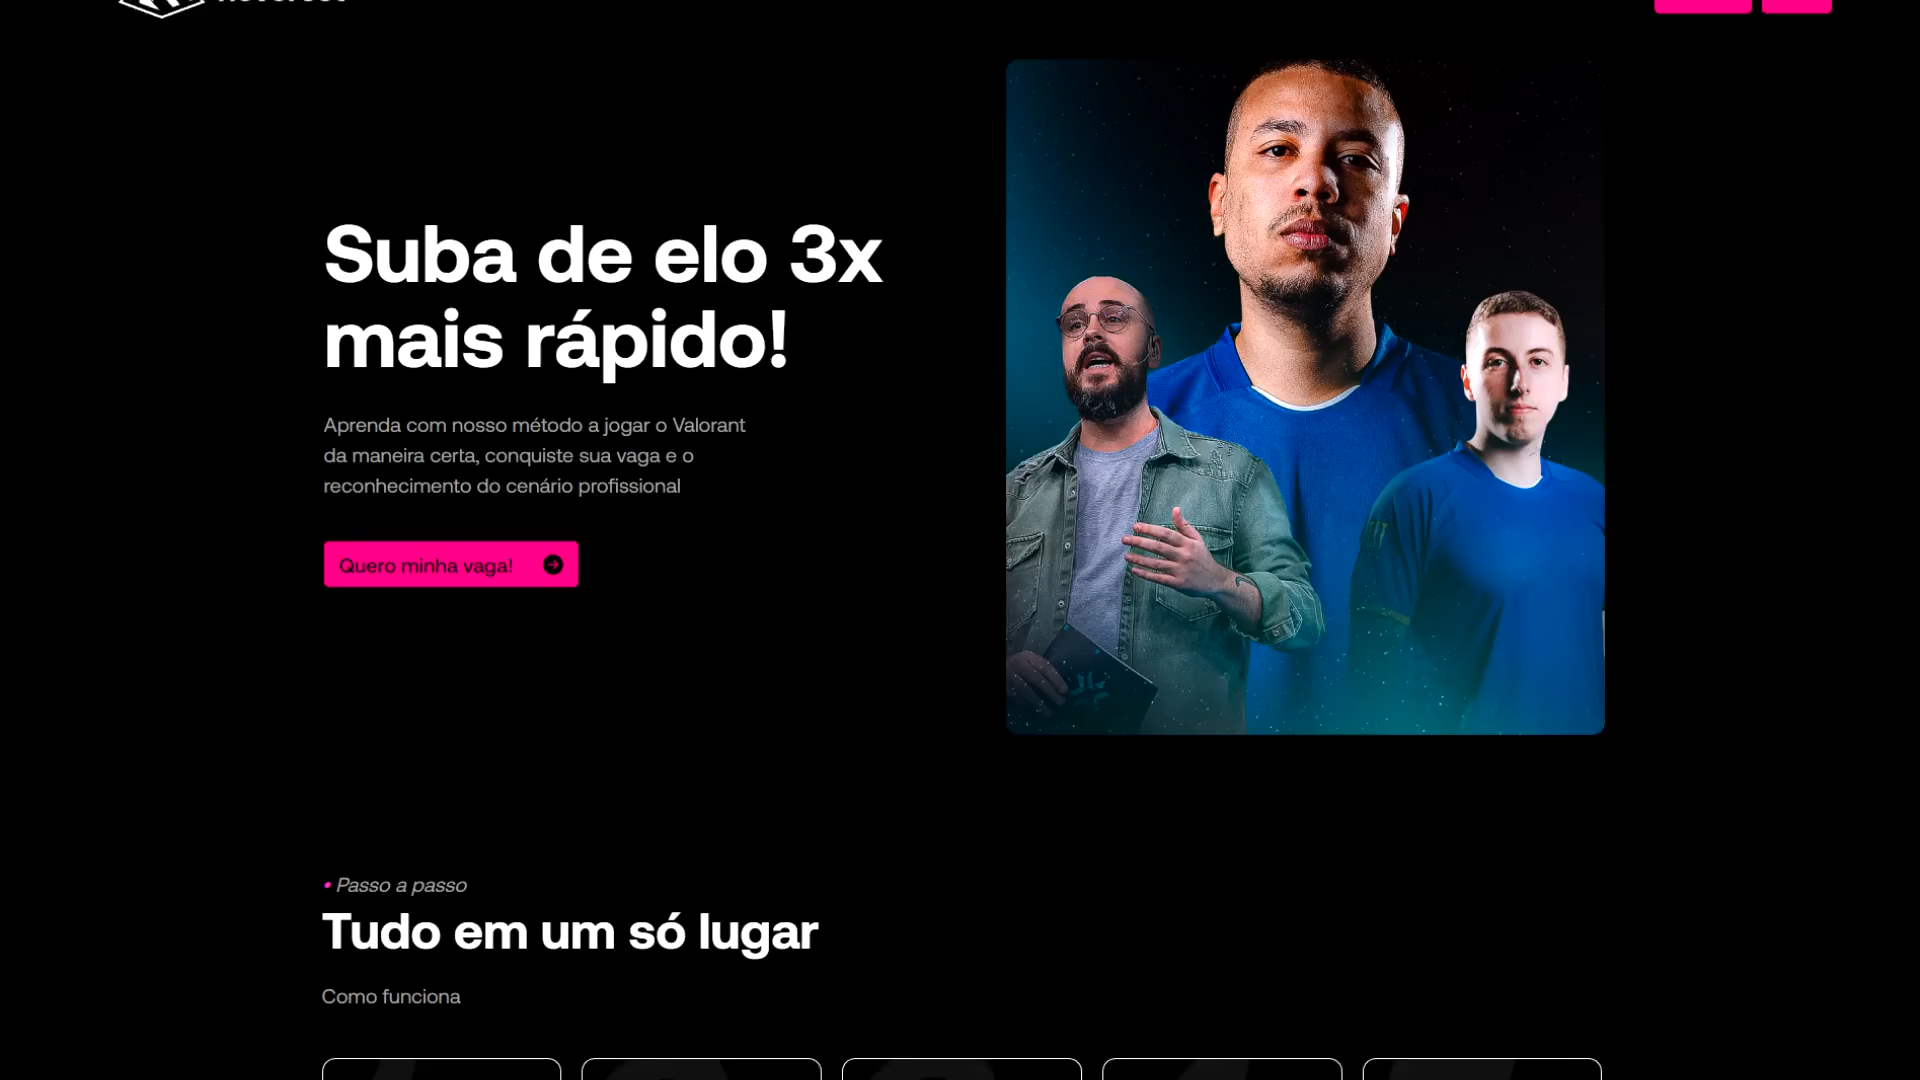 Suba de elo 3x
mais rápido!
Aprenda com nosso método a jogar o Valorant
da maneira certa, conquiste sua vaga e o
reconhecimento do cenário profissional
Quero minha vaga!
• Passo a passo
Tudo em um só lugar
Como funciona